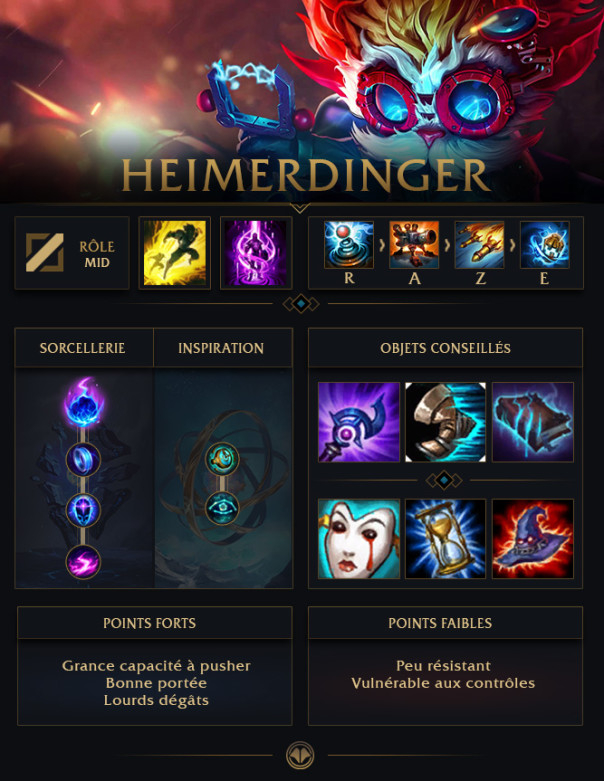 HEIMERDINGER
RÔLE
MID
R
A
Z
E
SORCELLERIE
INSPIRATION
OBJETS CONSEILLÉS
POINTS FORTS
Grance capacité à pusher
Bonne portée
Lourds dégâts
POINTS FAIBLES
Peu résistant
Vulnérable aux contrôles